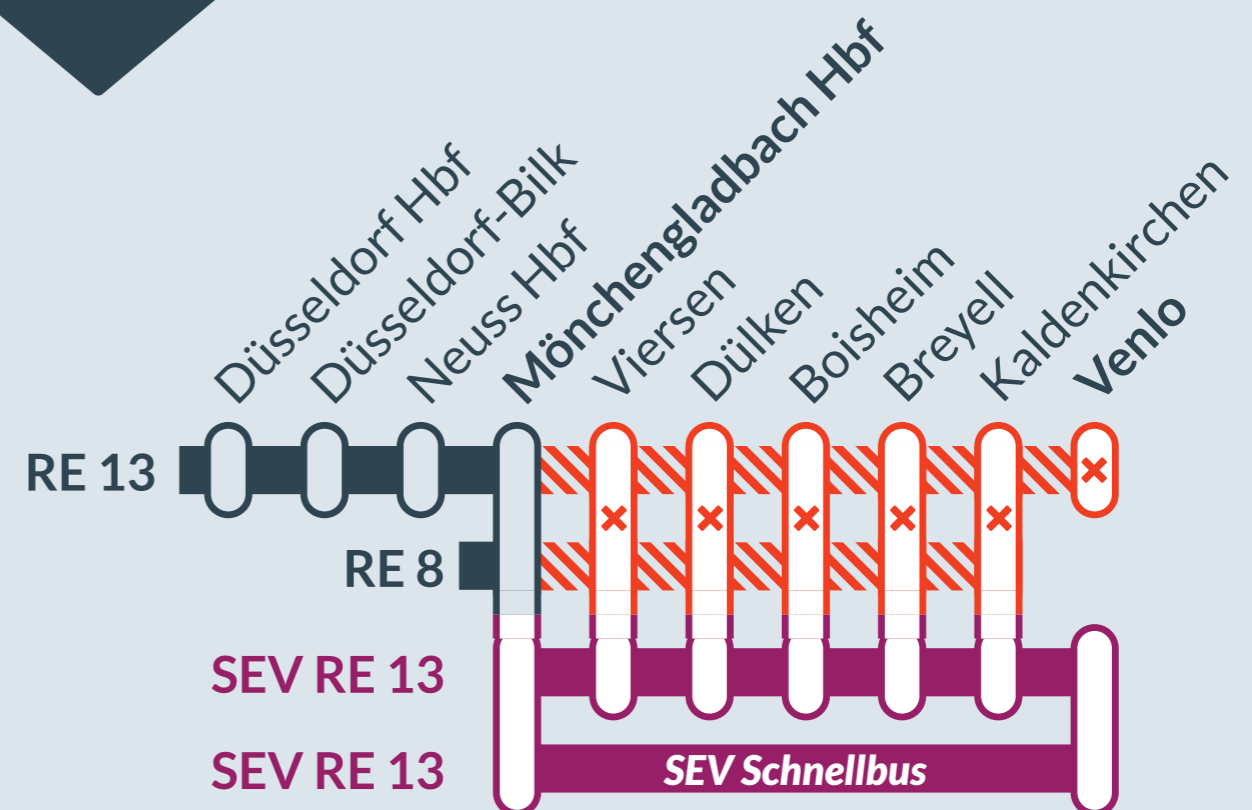 Düsseldorf Hbf
Düsseldorf-Bilk
Neuss Hbf
Mönchengladbach Hbf
Viersen
Dülken
Boisheim
Breyell
Kaldenkirchen
Venlo
RE 13
RE 8
SEV RE 13
SEV RE 13
SEV Schnellbus